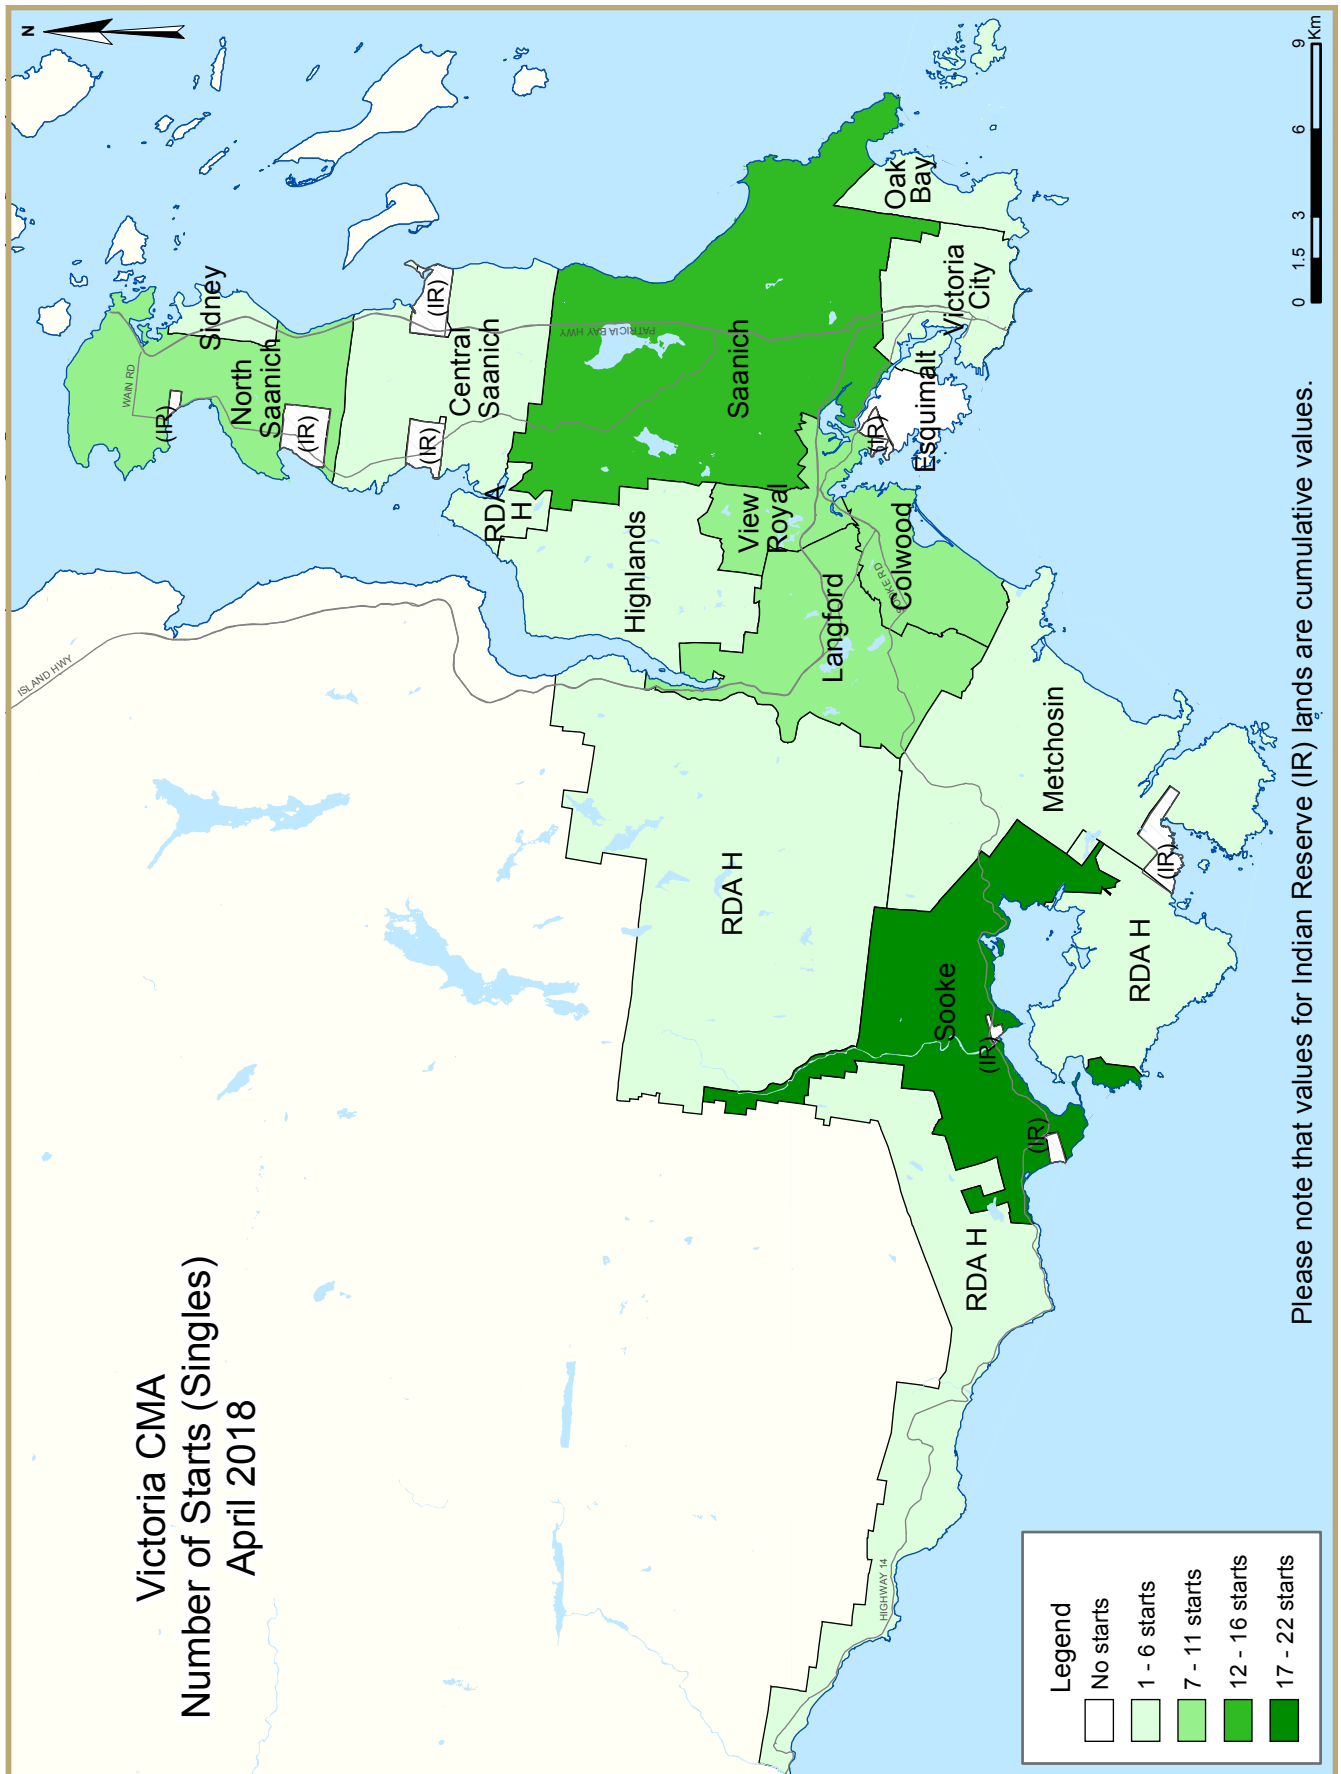 Victoria CMA
Number of Starts (Singles)
April 2018
N
ISLAND HWY
WAIN RD
(IR)
North
Saanich
Sidney
(IR)
(IR)
Central
Saanich
(IR)
RDA
H
PATRICIA BAY HWY
Saanich
Highlands
View
Royal
Langford
SOOKE RD
Colwood
(IR)
Esquimalt
Victoria
City
Oak
Bay
RDA H
Metchosin
Sooke
(IR)
(IR)
RDA H
(IR)
RDA H
HIGHWAY 14
Legend
No starts
1 - 6 starts
7 - 11 starts
12 - 16 starts
17 - 22 starts
0 1.5 3 6 9 Km
Please note that values for Indian Reserve (IR) lands are cumulative values.